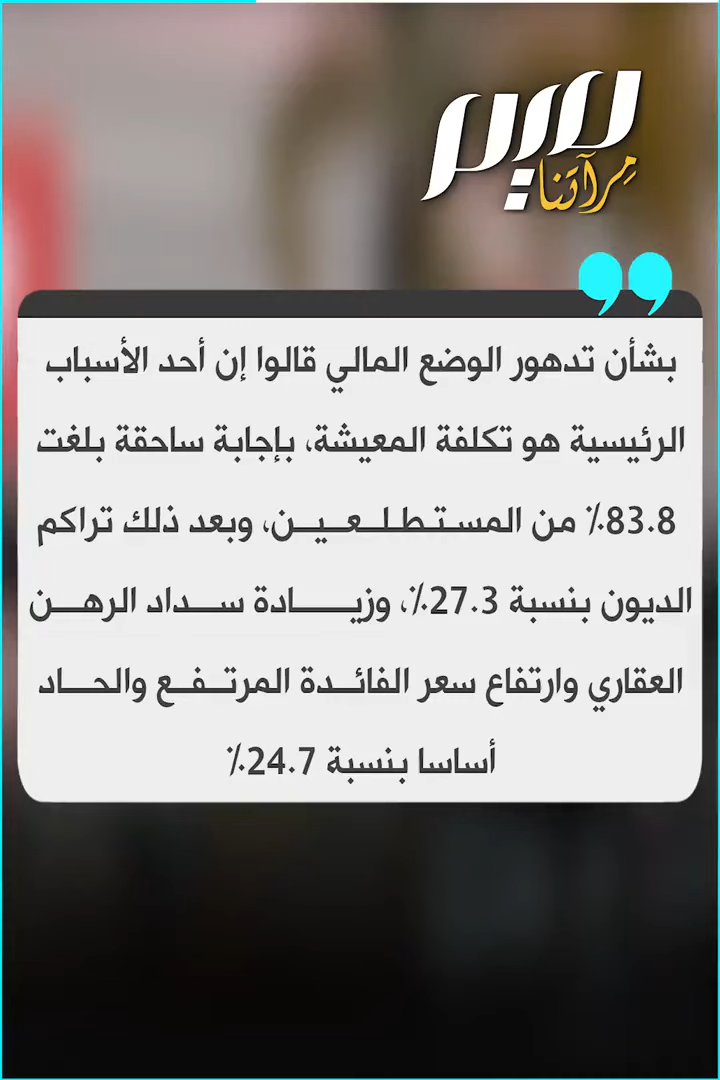 مِرآتنا
بشأن تدهور الوضع المالي قالوا إن أحد الأسباب
الرئيسية هو تكلفة المعيشة، بإجابة ساحقة بلغت
83.8٪ من المستطلعين، وبعد ذلك تراكم
الديون بنسبة 27.3٪، وزيادة سداد الرهن
العقاري وارتفاع سعر الفائدة المرتفع والحاد
أساسا بنسبة 24.7٪